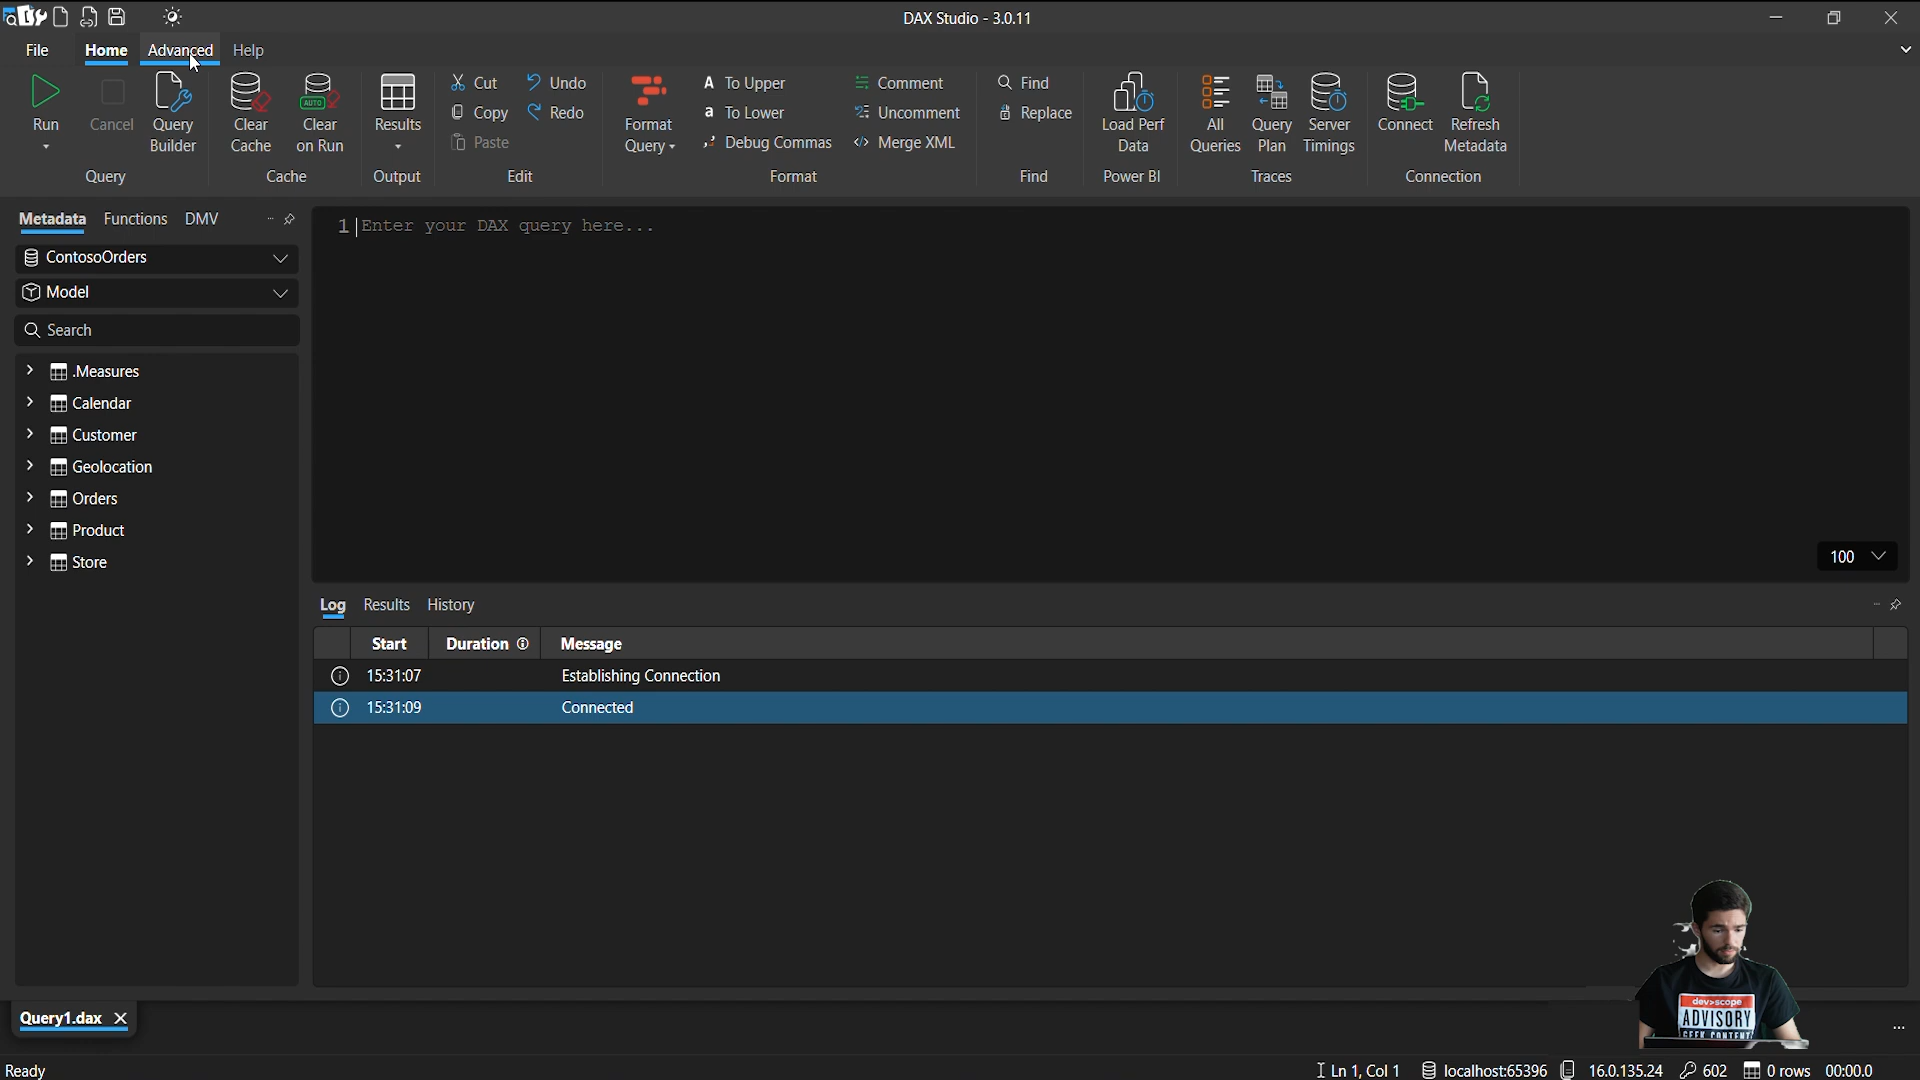 DAX Studio - 3.0.11
File Home Advanced Help
Run
Cancel
Query Builder
Query
Clear Cache
AUTO
Clear on Run
Cache
Results
Output
Cut
Copy
Paste
Undo
Redo
Edit
Format Query
A To Upper
a To Lower
Debug Commas
Comment
Uncomment
Merge XML
Format
Find
Replace
Find
Load Perf Data
Power BI
All Queries
Query Plan
Server Timings
Traces
Connect
Refresh Metadata
Connection
Metadata Functions DMV
ContosoOrders
Model
Search
.Measures
Calendar
Customer
Geolocation
Orders
Product
Store
1 Enter your DAX query here...
100
Log Results History
Start Duration Message
15:31:07 Establishing Connection
15:31:09 Connected
dev>scope
ADVISORY
GEEK CONTENT
Query1.dax
Ready
Ln 1, Col 1 localhost:65396 16.0.135.24 602 0 rows 00:00.0